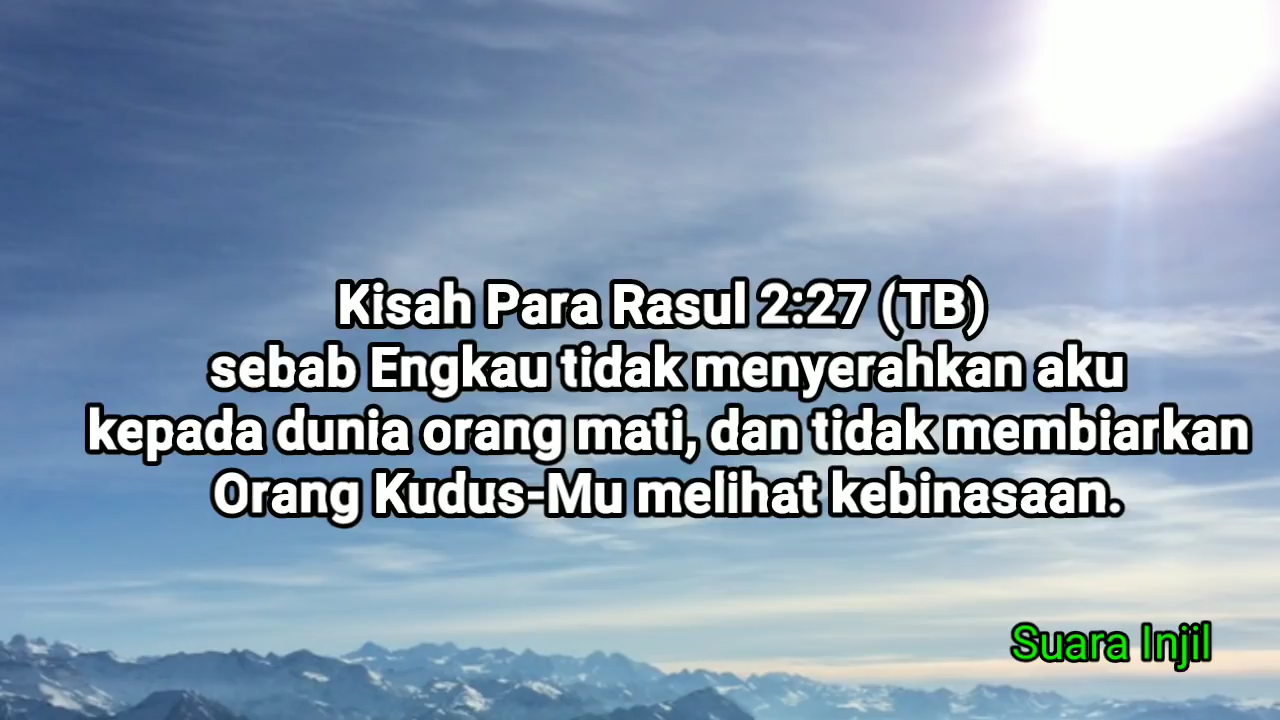 Kisah Para Rasul 2:27 (TB)
sebab Engkau tidak menyerahkan aku
kepada dunia orang mati, dan tidak membiarkan
Orang Kudus-Mu melihat kebinasaan.
Suara Injil